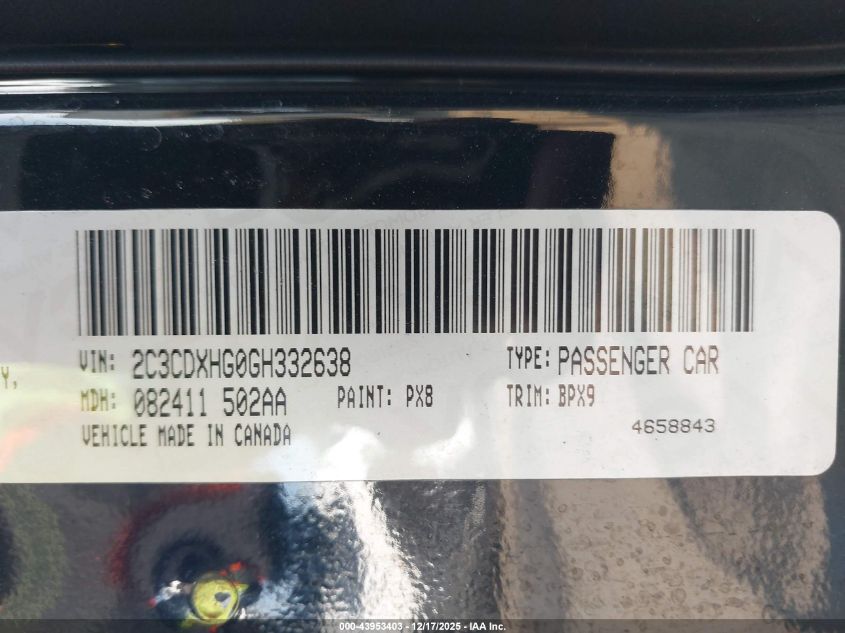 Y,
VIN: 2C3CDXHG0GH332638 TYPE: PASSENGER CAR
MDH: 082411 502AA PAINT: PX8 TRIM: BPX9
VEHICLE MADE IN CANADA
4658843
000-43953403 - 12/17/2025 - IAA Inc.